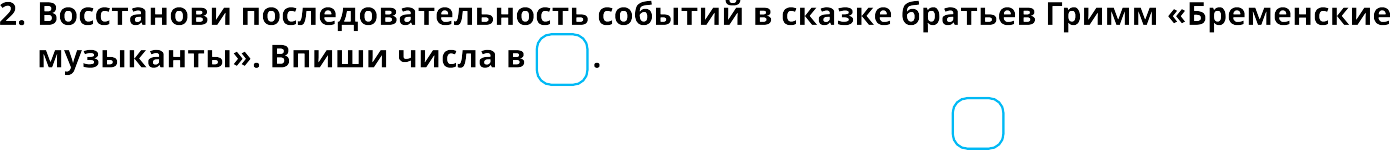 2. Восстанови последовательность событий в сказке братьев Гримм «Бременские
музыканты». Впиши числа в .